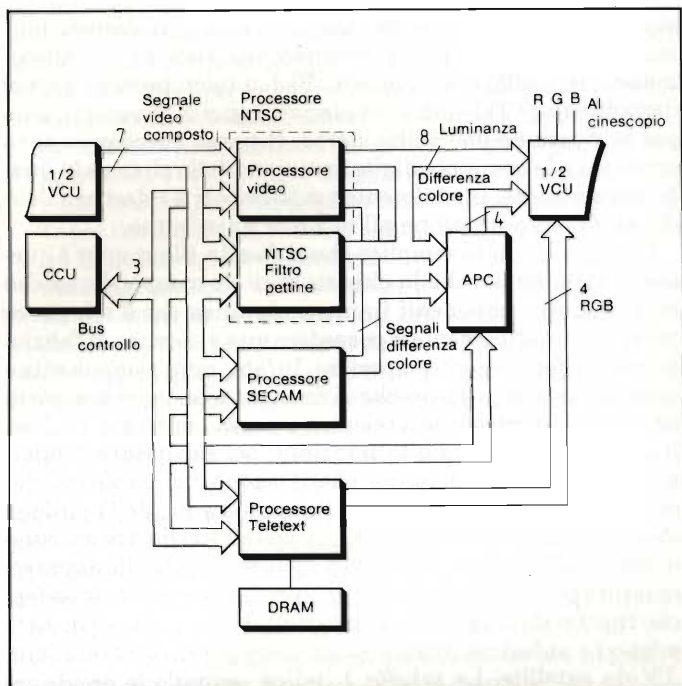 Segnale
video
composto
Processore
NTSC
R G B
Al
cinescopio
7
8
Luminanza
1/2
VCU
Processore
video
Differenza
colore
1/2
VCU
4
CCU
3
NTSC
Filtro
pettine
APC
4
RGB
Bus
controllo
Segnali
differenza
colore
Processore
SECAM
Processore
Teletext
DRAM